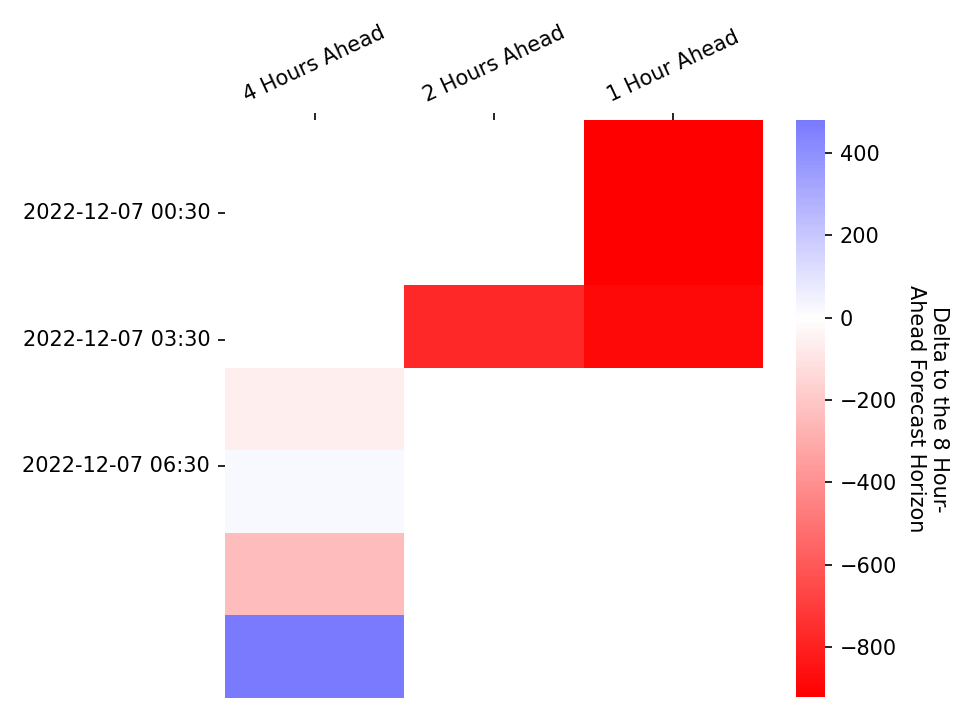 4 Hours Ahead
2 Hours Ahead
1 Hour Ahead
2022-12-07 00:30
2022-12-07 03:30
2022-12-07 06:30
400
200
0
−200
−400
−600
−800
Delta to the 8 Hour-
Ahead Forecast Horizon